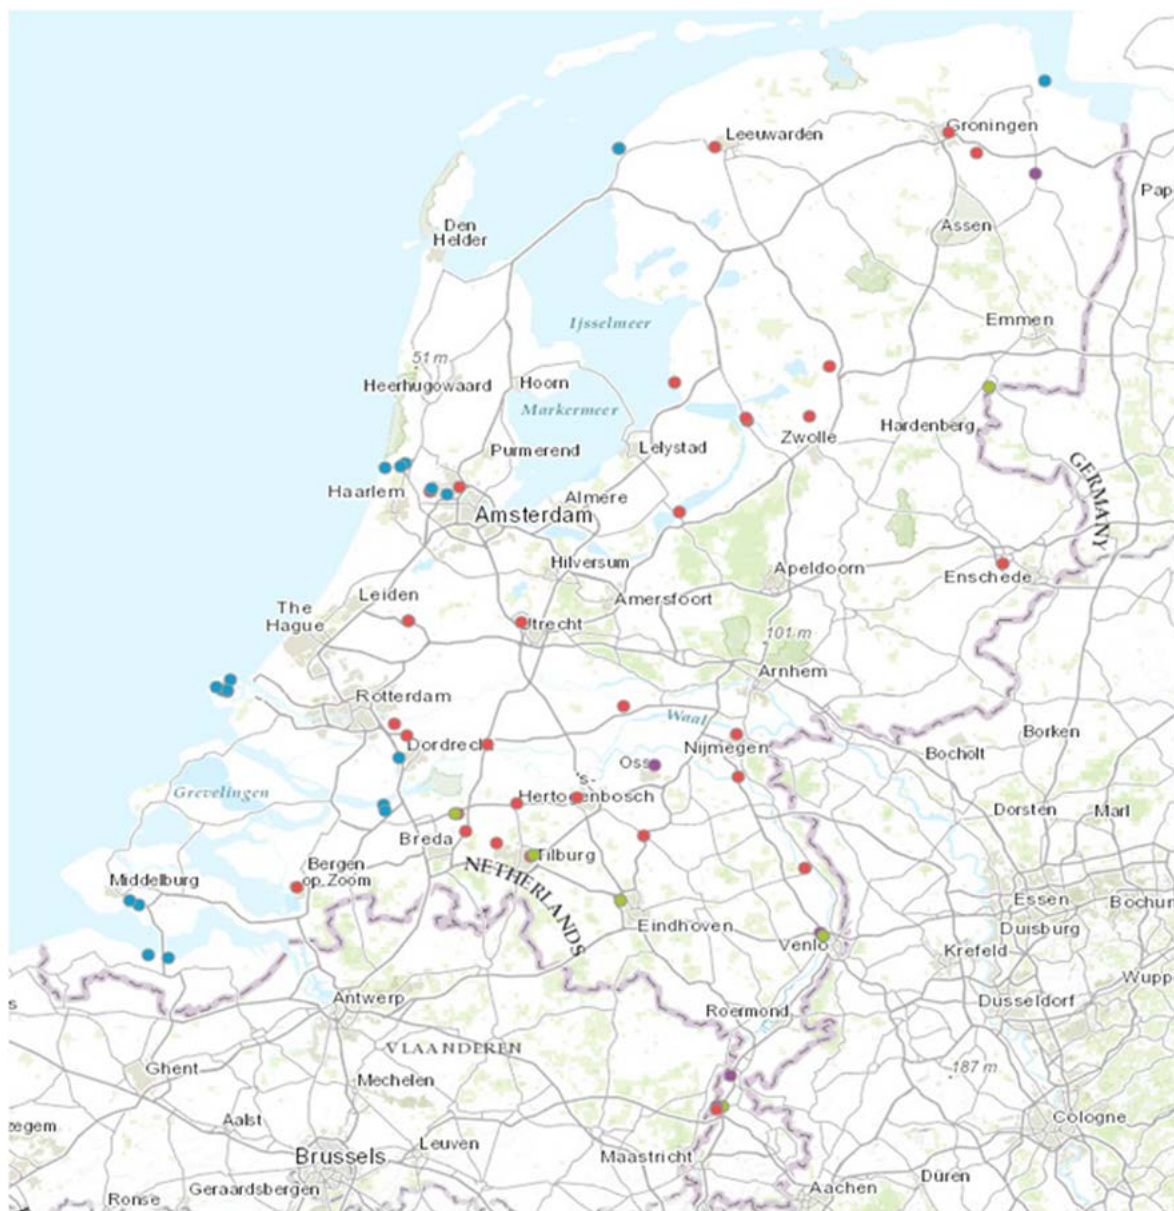 Leeuwarden
Groningen
Pap
Assen
Den
Helder
Emmen
Ijsselmeer
51 m
Heerhugowaard
Hoorn
Markermeer
Hardenberg
Zwolle
Purmerend
Lelystad
GERMANY
Haarlem
Almere
Amsterdam
Hilversum
Apeldoorn
Enschede
Leiden
Amersfoort
The
Hague
Utrecht
101 m
Arnhem
Rotterdam
Waal
Borken
Dordrecht
Nijmegen
Bocholt
Oss
Grevelingen
's-
Hertogenbosch
Dorsten
Marl
Breda
Tilburg
NETHERLANDS
Bergen
op Zoom
Middelburg
Essen
Bochum
Eindhoven
Duisburg
Venlo
Krefeld
Wuppe
s
Antwerp
Roermond
Dusseldorf
VLAANDEREN
Ghent
Mechelen
187 m
Aalst
Cologne
zegem
Leuven
Brussels
Maastricht
Düren
Geraardsbergen
Aachen
Ronse